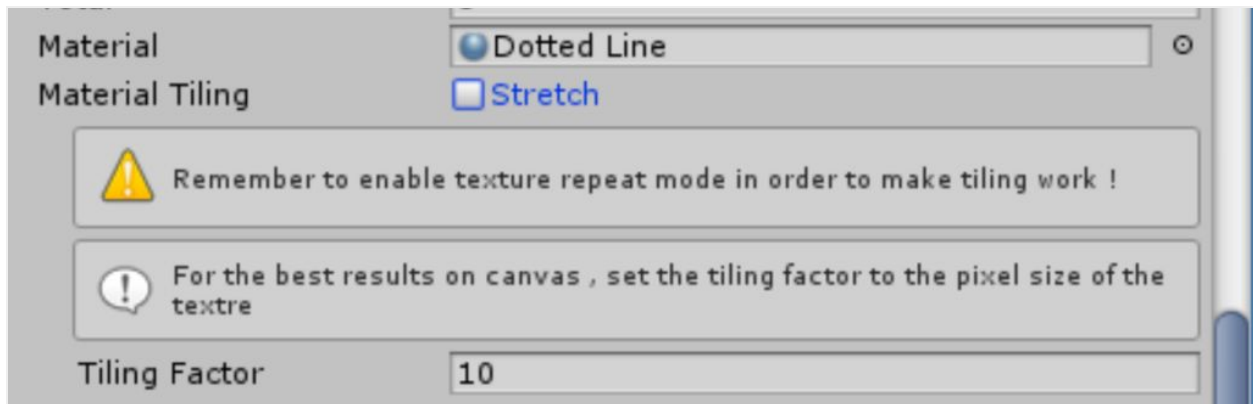 Material Dotted Line
Material Tiling Stretch
Remember to enable texture repeat mode in order to make tiling work !
For the best results on canvas , set the tiling factor to the pixel size of the
textre
Tiling Factor 10